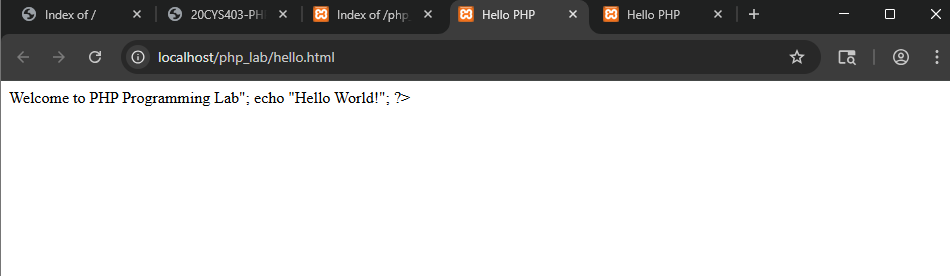 Index of /
20CYS403-PH
Index of /php_
Hello PHP
Hello PHP
localhost/php_lab/hello.html
Welcome to PHP Programming Lab"; echo "Hello World!"; ?>